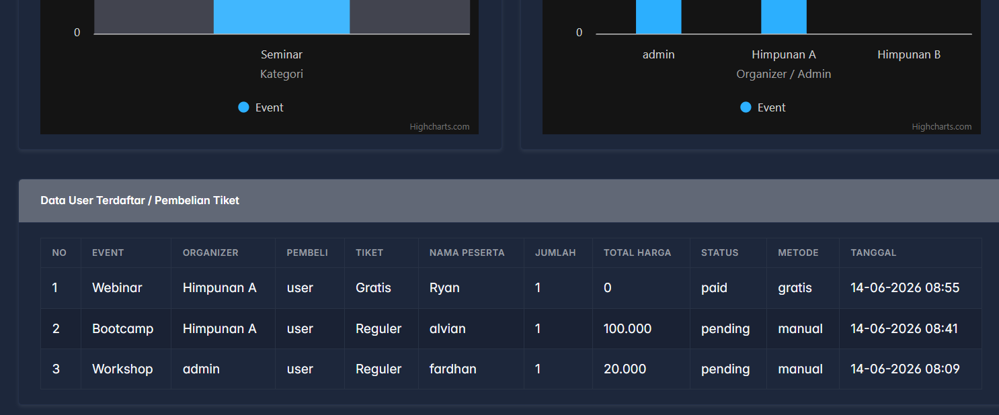 0
Seminar
Kategori
Event
Highcharts.com
0
admin Himpunan A Himpunan B
Organizer / Admin
Event
Highcharts.com
Data User Terdaftar / Pembelian Tiket
NO EVENT ORGANIZER PEMBELI TIKET NAMA PESERTA JUMLAH TOTAL HARGA STATUS METODE TANGGAL
1 Webinar Himpunan A user Gratis Ryan 1 0 paid gratis 14-06-2026 08:55
2 Bootcamp Himpunan A user Reguler alvian 1 100.000 pending manual 14-06-2026 08:41
3 Workshop admin user Reguler fardhan 1 20.000 pending manual 14-06-2026 08:09